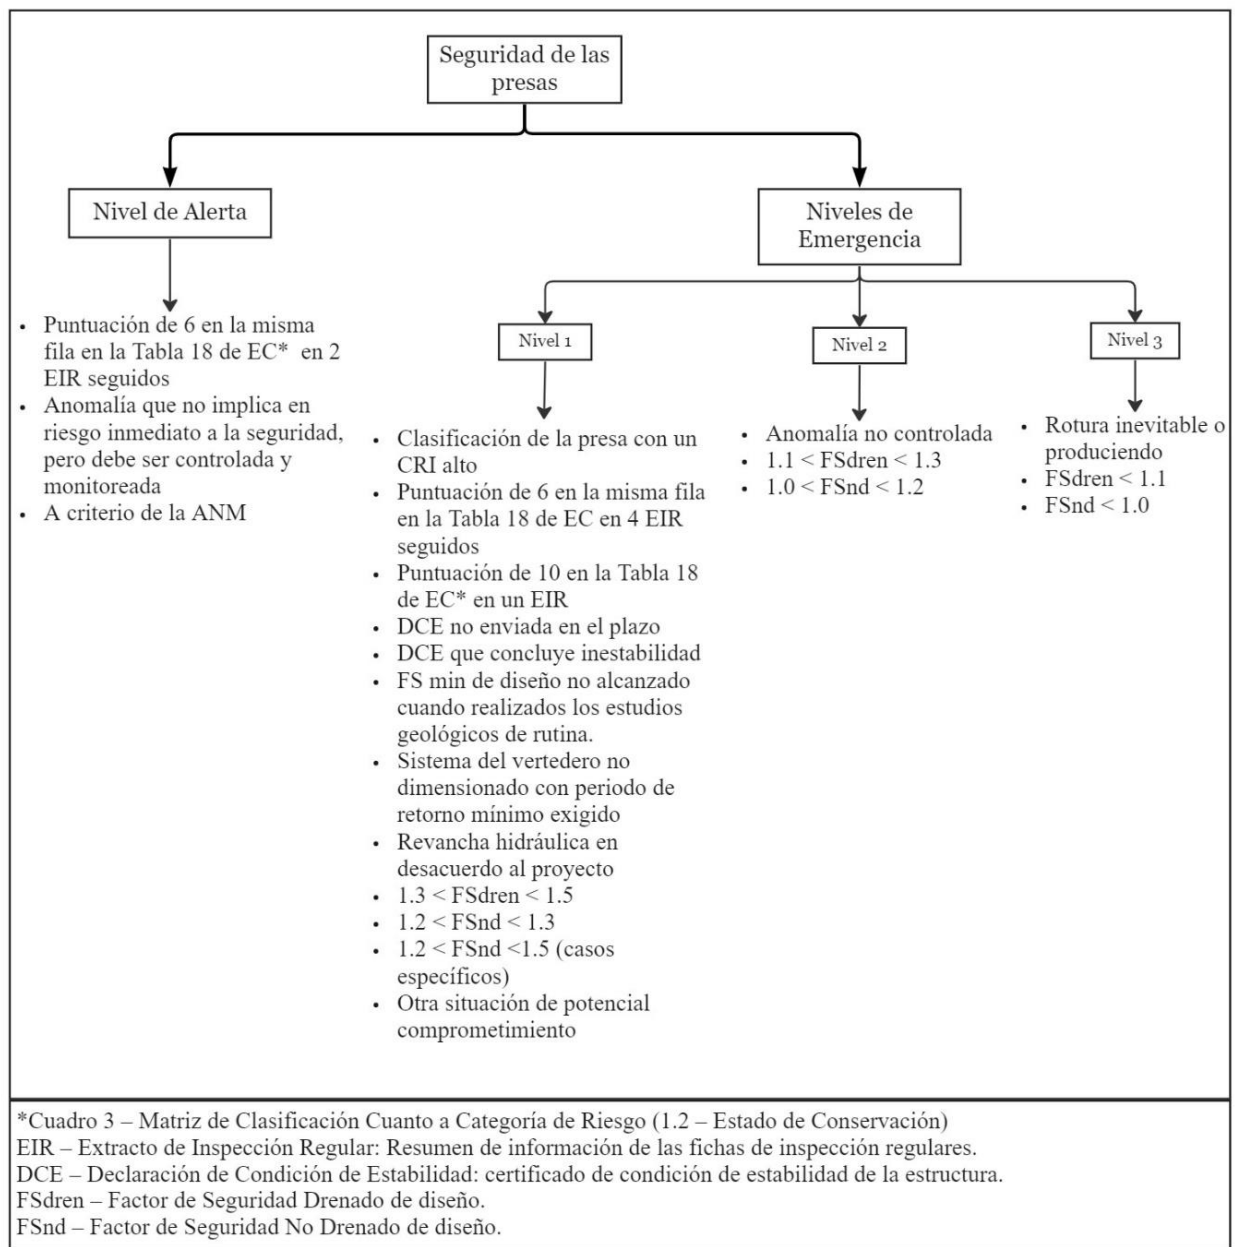 Seguridad de las
presas
Nivel de Alerta
Niveles de
Emergencia
• Puntuación de 6 en la misma
fila en la Tabla 18 de EC* en 2
EIR seguidos
• Anomalía que no implica en
riesgo inmediato a la seguridad,
pero debe ser controlada y
monitoreada
• A criterio de la ANM
Nivel 1
• Clasificación de la presa con un
CRI alto
• Puntuación de 6 en la misma fila
en la Tabla 18 de EC en 4 EIR
seguidos
• Puntuación de 10 en la Tabla 18
de EC* en un EIR
• DCE no enviada en el plazo
• DCE que concluye inestabilidad
• FS min de diseño no alcanzado
cuando realizados los estudios
geológicos de rutina.
• Sistema del vertedero no
dimensionado con periodo de
retorno mínimo exigido
• Revancha hidráulica en
desacuerdo al proyecto
• 1.3 < FSdren < 1.5
• 1.2 < FSnd < 1.3
• 1.2 < FSnd <1.5 (casos
específicos)
• Otra situación de potencial
comprometimiento
Nivel 2
• Anomalía no controlada
• 1.1 < FSdren < 1.3
• 1.0 < FSnd < 1.2
Nivel 3
• Rotura inevitable o
produciendo
• FSdren < 1.1
• FSnd < 1.0
*Cuadro 3 – Matriz de Clasificación Cuanto a Categoría de Riesgo (1.2 – Estado de Conservación)
EIR – Extracto de Inspección Regular: Resumen de información de las fichas de inspección regulares.
DCE – Declaración de Condición de Estabilidad: certificado de condición de estabilidad de la estructura.
FSdren – Factor de Seguridad Drenado de diseño.
FSnd – Factor de Seguridad No Drenado de diseño.